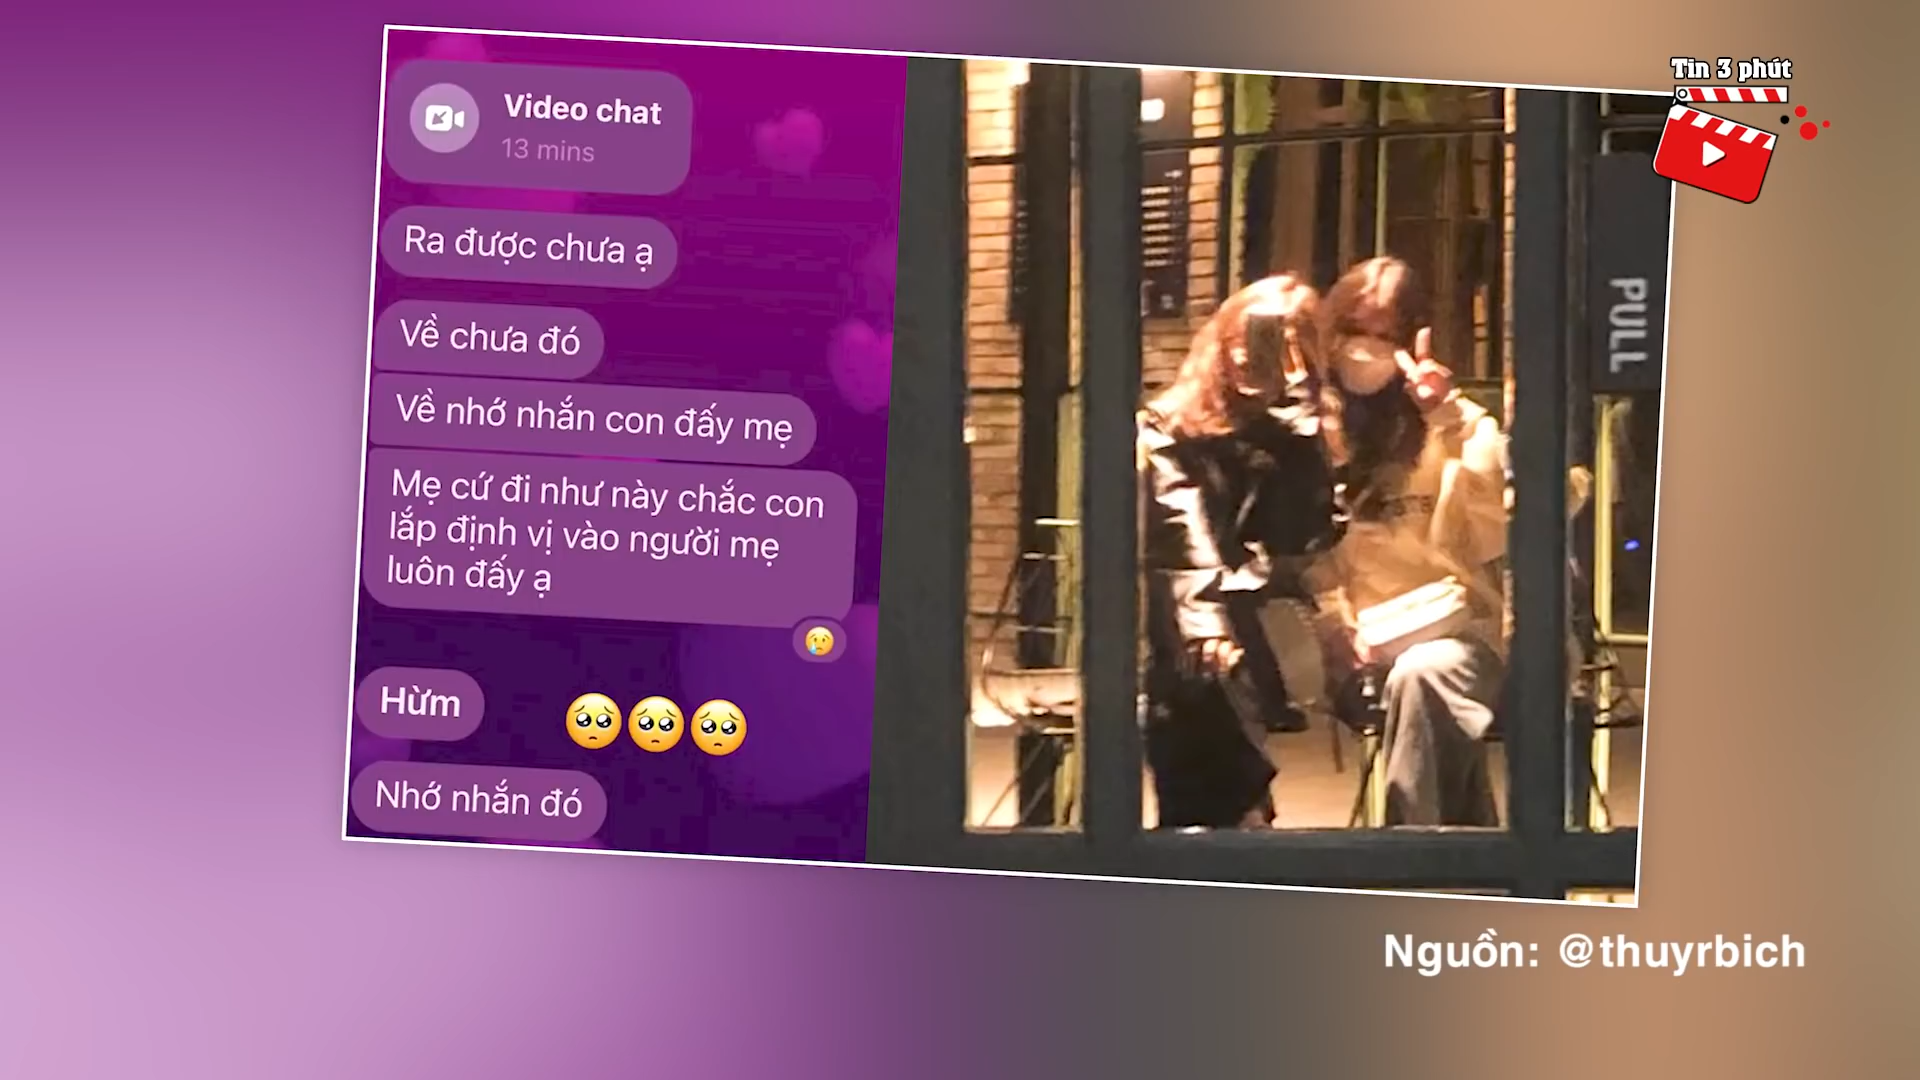 Tin 3 phút
Video chat
13 mins
Ra được chưa ạ
Về chưa đó
Về nhớ nhắn con đấy mẹ
Mẹ cứ đi như này chắc con
lắp định vị vào người mẹ
luôn đấy ạ
Hừm
Nhớ nhắn đó
PULL
Nguồn: @thuyrbich